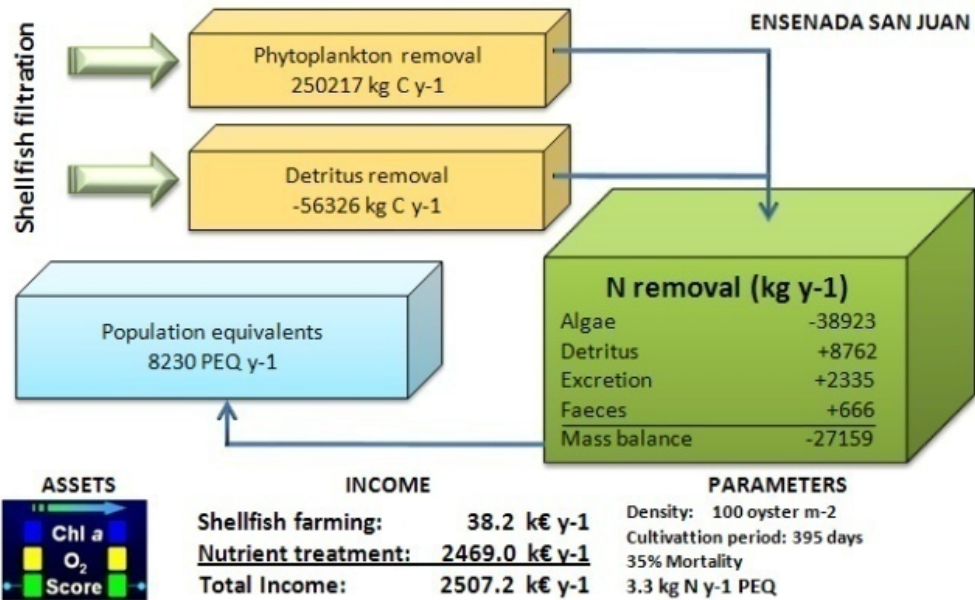 ENSENADA SAN JUAN
Shellfish filtration
Phytoplankton removal
250217 kg C y-1
Detritus removal
-56326 kg C y-1
N removal (kg y-1)
Algae -38923
Detritus +8762
Excretion +2335
Faeces +666
Mass balance -27159
Population equivalents
8230 PEQ y-1
ASSETS
Chl a
O₂
Score
INCOME
Shellfish farming: 38.2 k€ y-1
Nutrient treatment: 2469.0 k€ y-1
Total Income: 2507.2 k€ y-1
PARAMETERS
Density: 100 oyster m-2
Cultivattion period: 395 days
35% Mortality
3.3 kg N y-1 PEQ